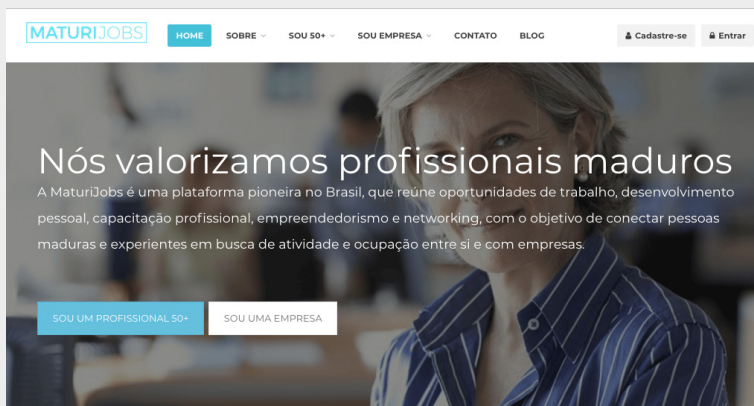 MATURIJOBS
HOME SOBRE SOU 50+ SOU EMPRESA CONTATO BLOG Cadastre-se Entrar
Nós valorizamos profissionais maduros
A MaturiJobs é uma plataforma pioneira no Brasil, que reúne oportunidades de trabalho, desenvolvimento
pessoal, capacitação profissional, empreendedorismo e networking, com o objetivo de conectar pessoas
maduras e experientes em busca de atividade e ocupação entre si e com empresas.
SOU UM PROFISSIONAL 50+ SOU UMA EMPRESA